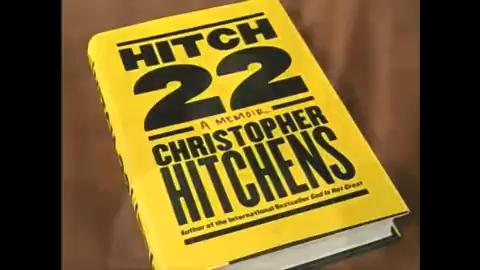 HITCH
22
A MEMOIR
CHRISTOPHER
HITCHENS
Author of the International Bestseller God Is Not Great